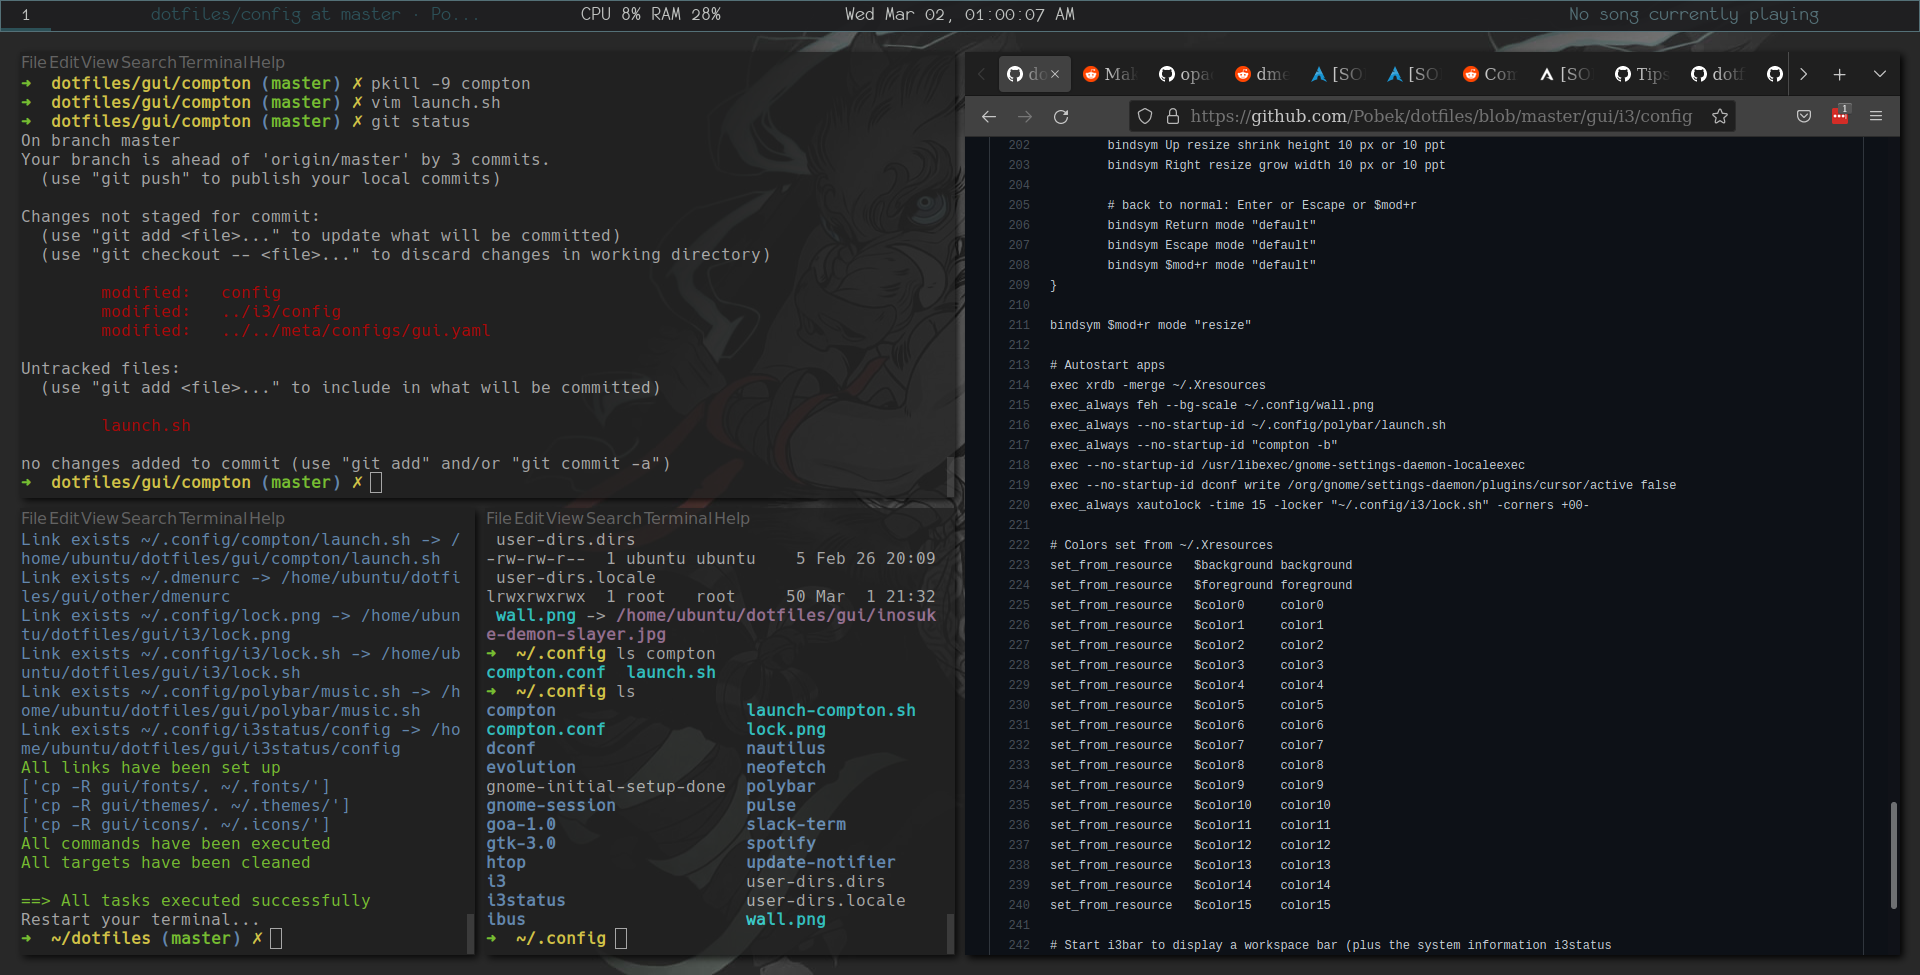 1 dotfiles/config at master · Po... CPU 8% RAM 28% Wed Mar 02, 01:00:07 AM No song currently playing
File Edit View Search Terminal Help
➜ dotfiles/gui/compton (master) ✗ pkill -9 compton
➜ dotfiles/gui/compton (master) ✗ vim launch.sh
➜ dotfiles/gui/compton (master) ✗ git status
On branch master
Your branch is ahead of 'origin/master' by 3 commits.
(use "git push" to publish your local commits)
Changes not staged for commit:
(use "git add <file>..." to update what will be committed)
(use "git checkout -- <file>..." to discard changes in working directory)
modified: config
modified: ../i3/config
modified: ../../meta/configs/gui.yaml
Untracked files:
(use "git add <file>..." to include in what will be committed)
launch.sh
no changes added to commit (use "git add" and/or "git commit -a")
➜ dotfiles/gui/compton (master) ✗
File Edit View Search Terminal Help
Link exists ~/.config/compton/launch.sh -> /
home/ubuntu/dotfiles/gui/compton/launch.sh
Link exists ~/.dmenurc -> /home/ubuntu/dotfi
les/gui/other/dmenurc
Link exists ~/.config/lock.png -> /home/ubun
tu/dotfiles/gui/i3/lock.png
Link exists ~/.config/i3/lock.sh -> /home/ub
untu/dotfiles/gui/i3/lock.sh
Link exists ~/.config/polybar/music.sh -> /h
ome/ubuntu/dotfiles/gui/polybar/music.sh
Link exists ~/.config/i3status/config -> /ho
me/ubuntu/dotfiles/gui/i3status/config
All links have been set up
['cp -R gui/fonts/. ~/.fonts/']
['cp -R gui/themes/. ~/.themes/']
['cp -R gui/icons/. ~/.icons/']
All commands have been executed
All targets have been cleaned
==> All tasks executed successfully
Restart your terminal...
➜ ~/dotfiles (master) ✗
File Edit View Search Terminal Help
user-dirs.dirs
-rw-rw-r-- 1 ubuntu ubuntu 5 Feb 26 20:09
user-dirs.locale
lrwxrwxrwx 1 root root 50 Mar 1 21:32
wall.png -> /home/ubuntu/dotfiles/gui/inosuk
e-demon-slayer.jpg
➜ ~/.config ls compton
compton.conf launch.sh
➜ ~/.config ls
compton launch-compton.sh
compton.conf lock.png
dconf nautilus
evolution neofetch
gnome-initial-setup-done polybar
gnome-session pulse
goa-1.0 slack-term
gtk-3.0 spotify
htop update-notifier
i3 user-dirs.dirs
i3status user-dirs.locale
ibus wall.png
➜ ~/.config
do Mak opa dme [SO [SO Con [SO Tips dotf
https://github.com/Pobek/dotfiles/blob/master/gui/i3/config 1
202 bindsym Up resize shrink height 10 px or 10 ppt
203 bindsym Right resize grow width 10 px or 10 ppt
204
205 # back to normal: Enter or Escape or $mod+r
206 bindsym Return mode "default"
207 bindsym Escape mode "default"
208 bindsym $mod+r mode "default"
209 }
210
211 bindsym $mod+r mode "resize"
212
213 # Autostart apps
214 exec xrdb -merge ~/.Xresources
215 exec_always feh --bg-scale ~/.config/wall.png
216 exec_always --no-startup-id ~/.config/polybar/launch.sh
217 exec_always --no-startup-id "compton -b"
218 exec --no-startup-id /usr/libexec/gnome-settings-daemon-localeexec
219 exec --no-startup-id dconf write /org/gnome/settings-daemon/plugins/cursor/active false
220 exec_always xautolock -time 15 -locker "~/.config/i3/lock.sh" -corners +00-
221
222 # Colors set from ~/.Xresources
223 set_from_resource $background background
224 set_from_resource $foreground foreground
225 set_from_resource $color0 color0
226 set_from_resource $color1 color1
227 set_from_resource $color2 color2
228 set_from_resource $color3 color3
229 set_from_resource $color4 color4
230 set_from_resource $color5 color5
231 set_from_resource $color6 color6
232 set_from_resource $color7 color7
233 set_from_resource $color8 color8
234 set_from_resource $color9 color9
235 set_from_resource $color10 color10
236 set_from_resource $color11 color11
237 set_from_resource $color12 color12
238 set_from_resource $color13 color13
239 set_from_resource $color14 color14
240 set_from_resource $color15 color15
241
242 # Start i3bar to display a workspace bar (plus the system information i3status